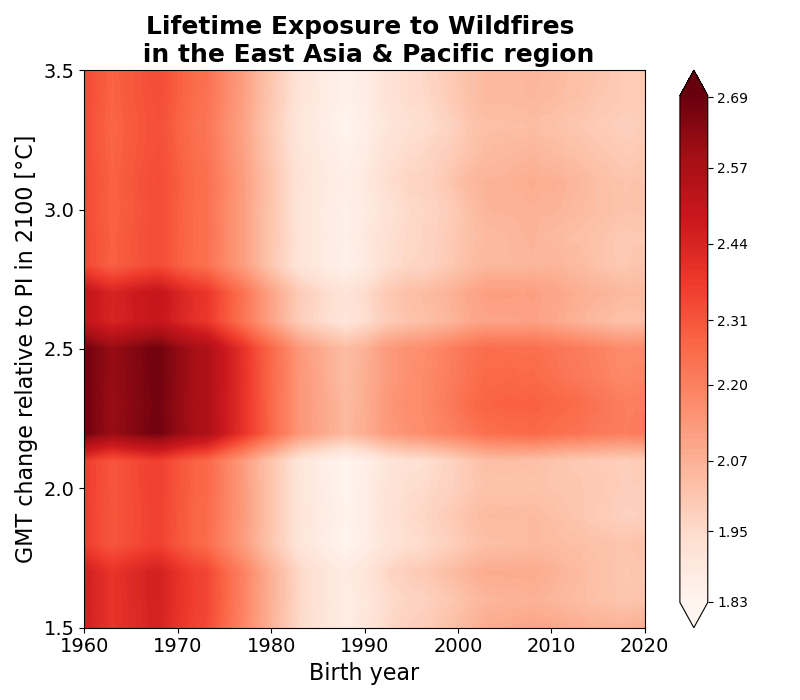 Lifetime Exposure to Wildfires
in the East Asia & Pacific region
GMT change relative to PI in 2100 [°C]
3.5
3.0
2.5
2.0
1.5
1960 1970 1980 1990 2000 2010 2020
Birth year
2.69
2.57
2.44
2.31
2.20
2.07
1.95
1.83